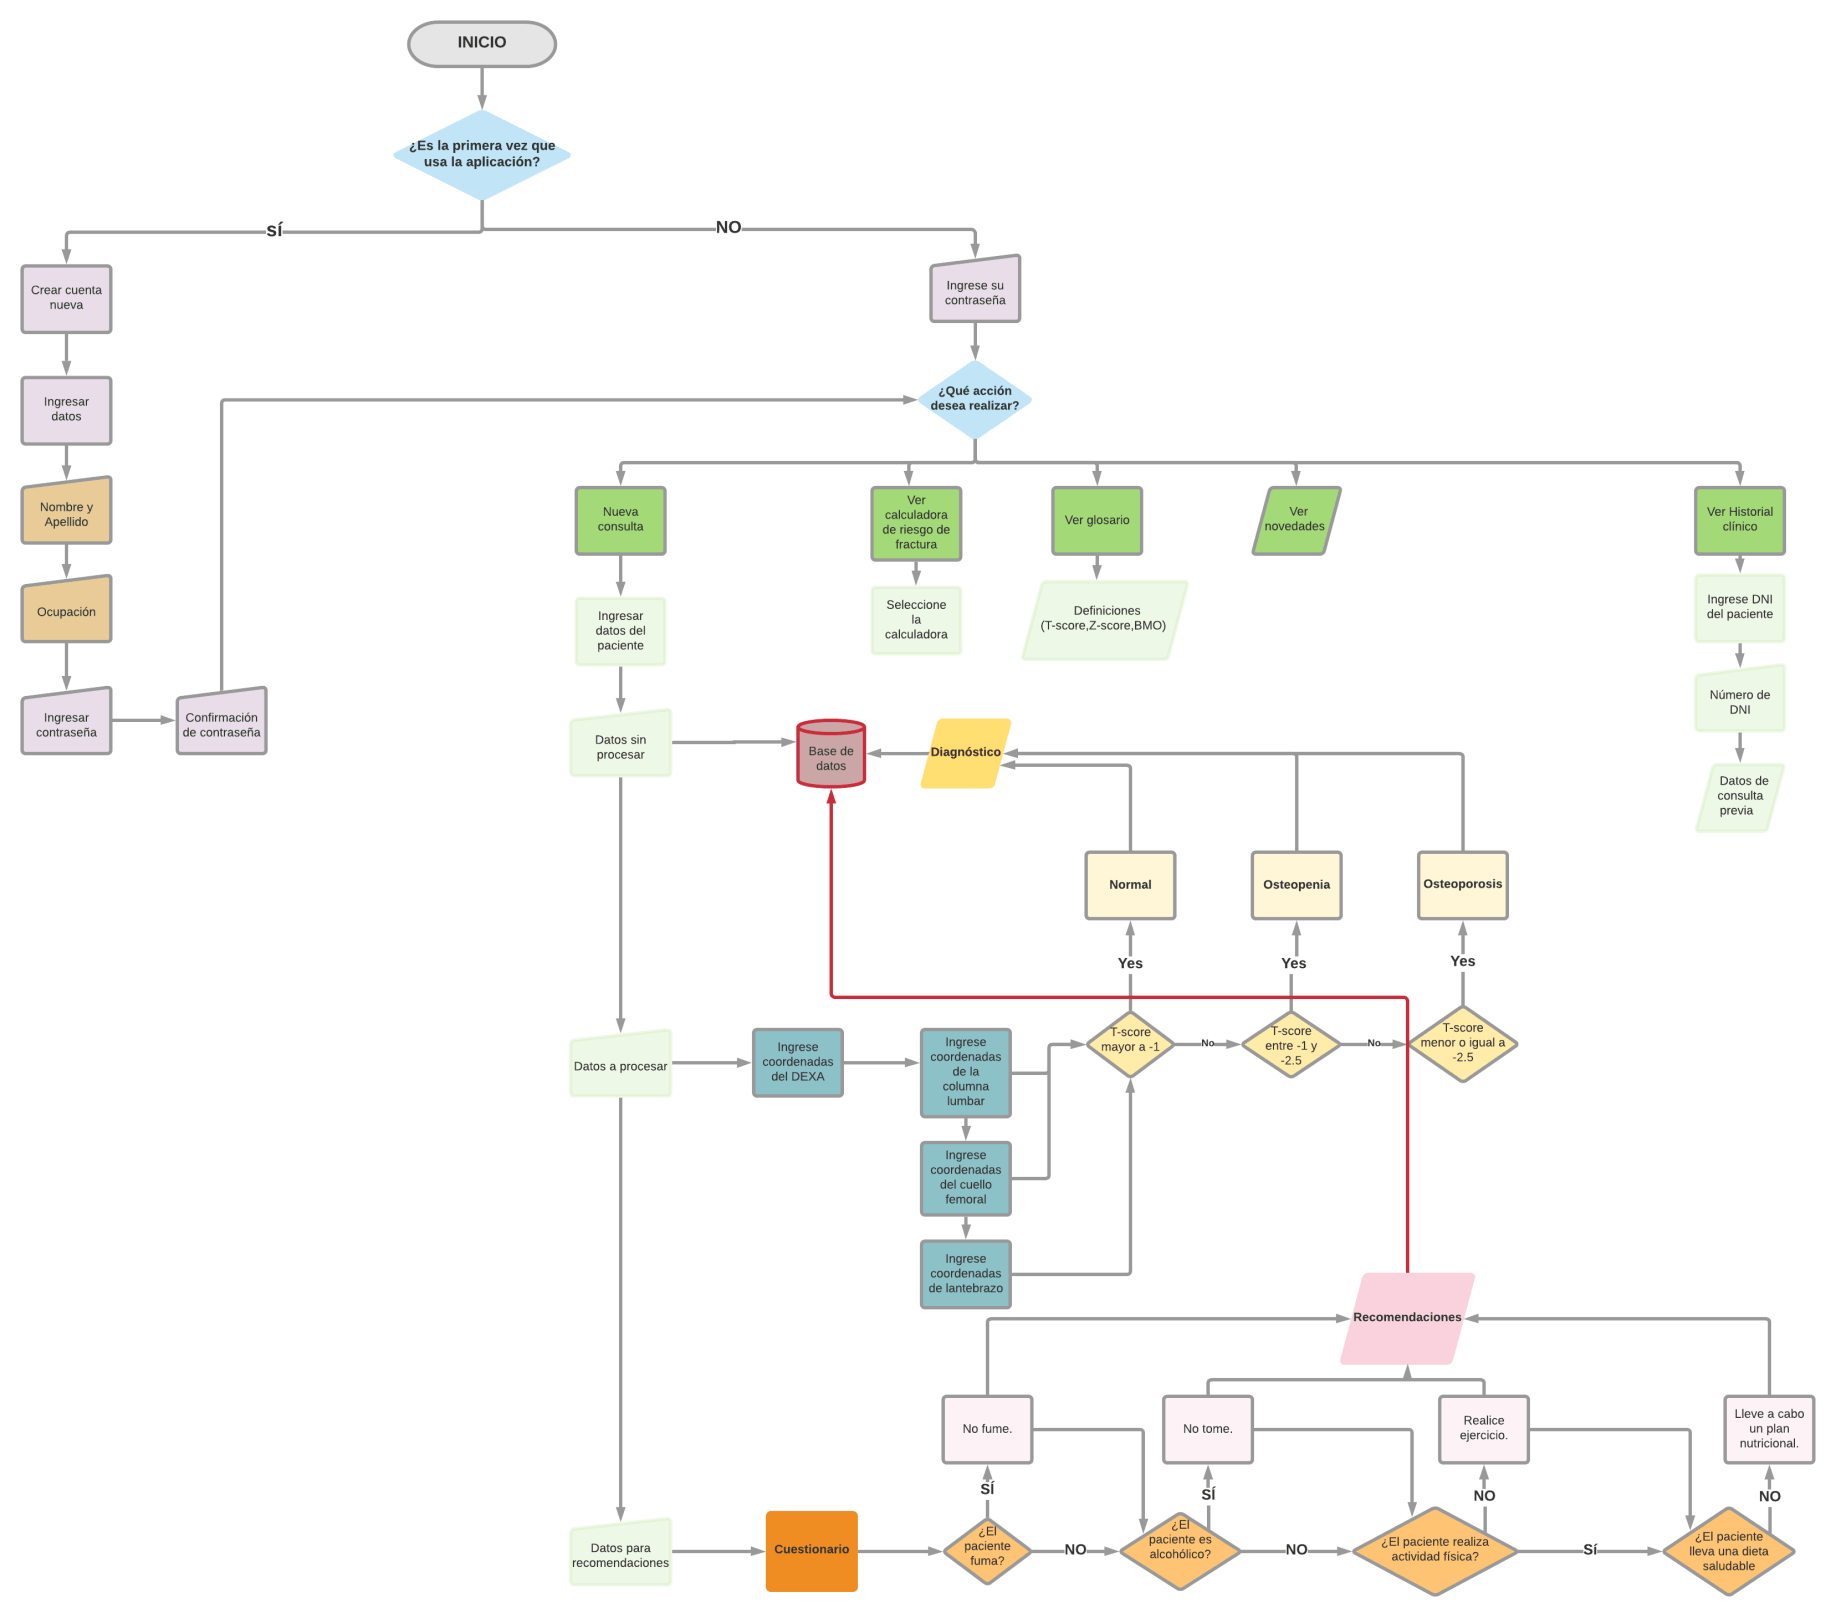 INICIO
¿Es la primera vez que
usa la aplicación?
SÍ
NO
Crear cuenta
nueva
Ingrese su
contraseña
Ingresar
datos
¿Qué acción
desea realizar?
Nombre y
Apellido
Ocupación
Ingresar
contraseña
Confirmación
de contraseña
Nueva
consulta
Ver
calculadora
de riesgo de
fractura
Ver glosario
Ver
novedades
Ver Historial
clínico
Ingresar
datos del
paciente
Seleccione
la
calculadora
Definiciones
(T-score,Z-score,BMO)
Ingrese DNI
del paciente
Número de
DNI
Datos de
consulta
previa
Datos sin
procesar
Base de
datos
Diagnóstico
Normal
Osteopenia
Osteoporosis
Yes
Yes
Yes
Datos a procesar
Ingrese
coordenadas
del DEXA
Ingrese
coordenadas
de la
columna
lumbar
T-score
mayor a -1
No
T-score
entre -1 y
-2.5
No
T-score
menor o igual a
-2.5
Ingrese
coordenadas
del cuello
femoral
Ingrese
coordenadas
de lantebrazo
Recomendaciones
No fume.
No tome.
Realice
ejercicio.
Lleve a cabo
un plan
nutricional.
SÍ
SÍ
NO
NO
Datos para
recomendaciones
Cuestionario
¿El
paciente
fuma?
NO
¿El
paciente es
alcohólico?
NO
¿El paciente realiza
actividad física?
Sí
¿El paciente
lleva una dieta
saludable